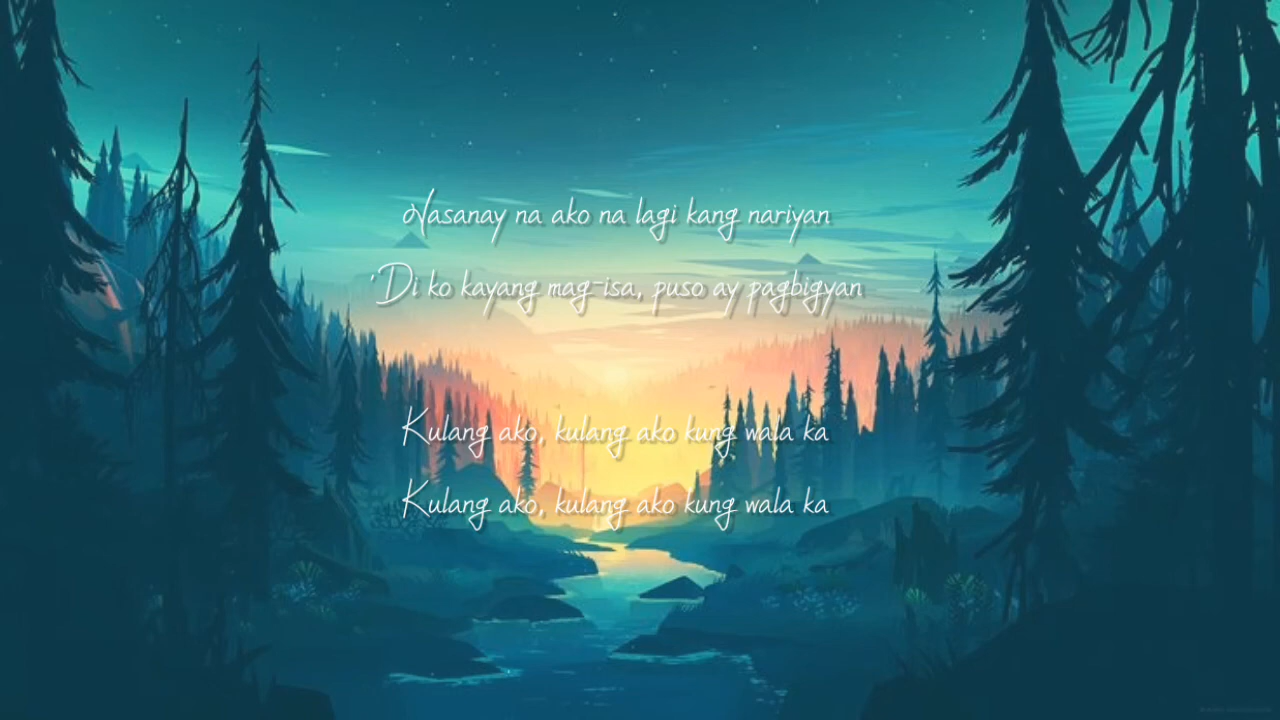 Nasanay na ako na lagi kang nariyan
'Di ko kayang mag-isa, puso ay pagbigyan
Kulang ako, kulang ako kung wala ka
Kulang ako, kulang ako kung wala ka